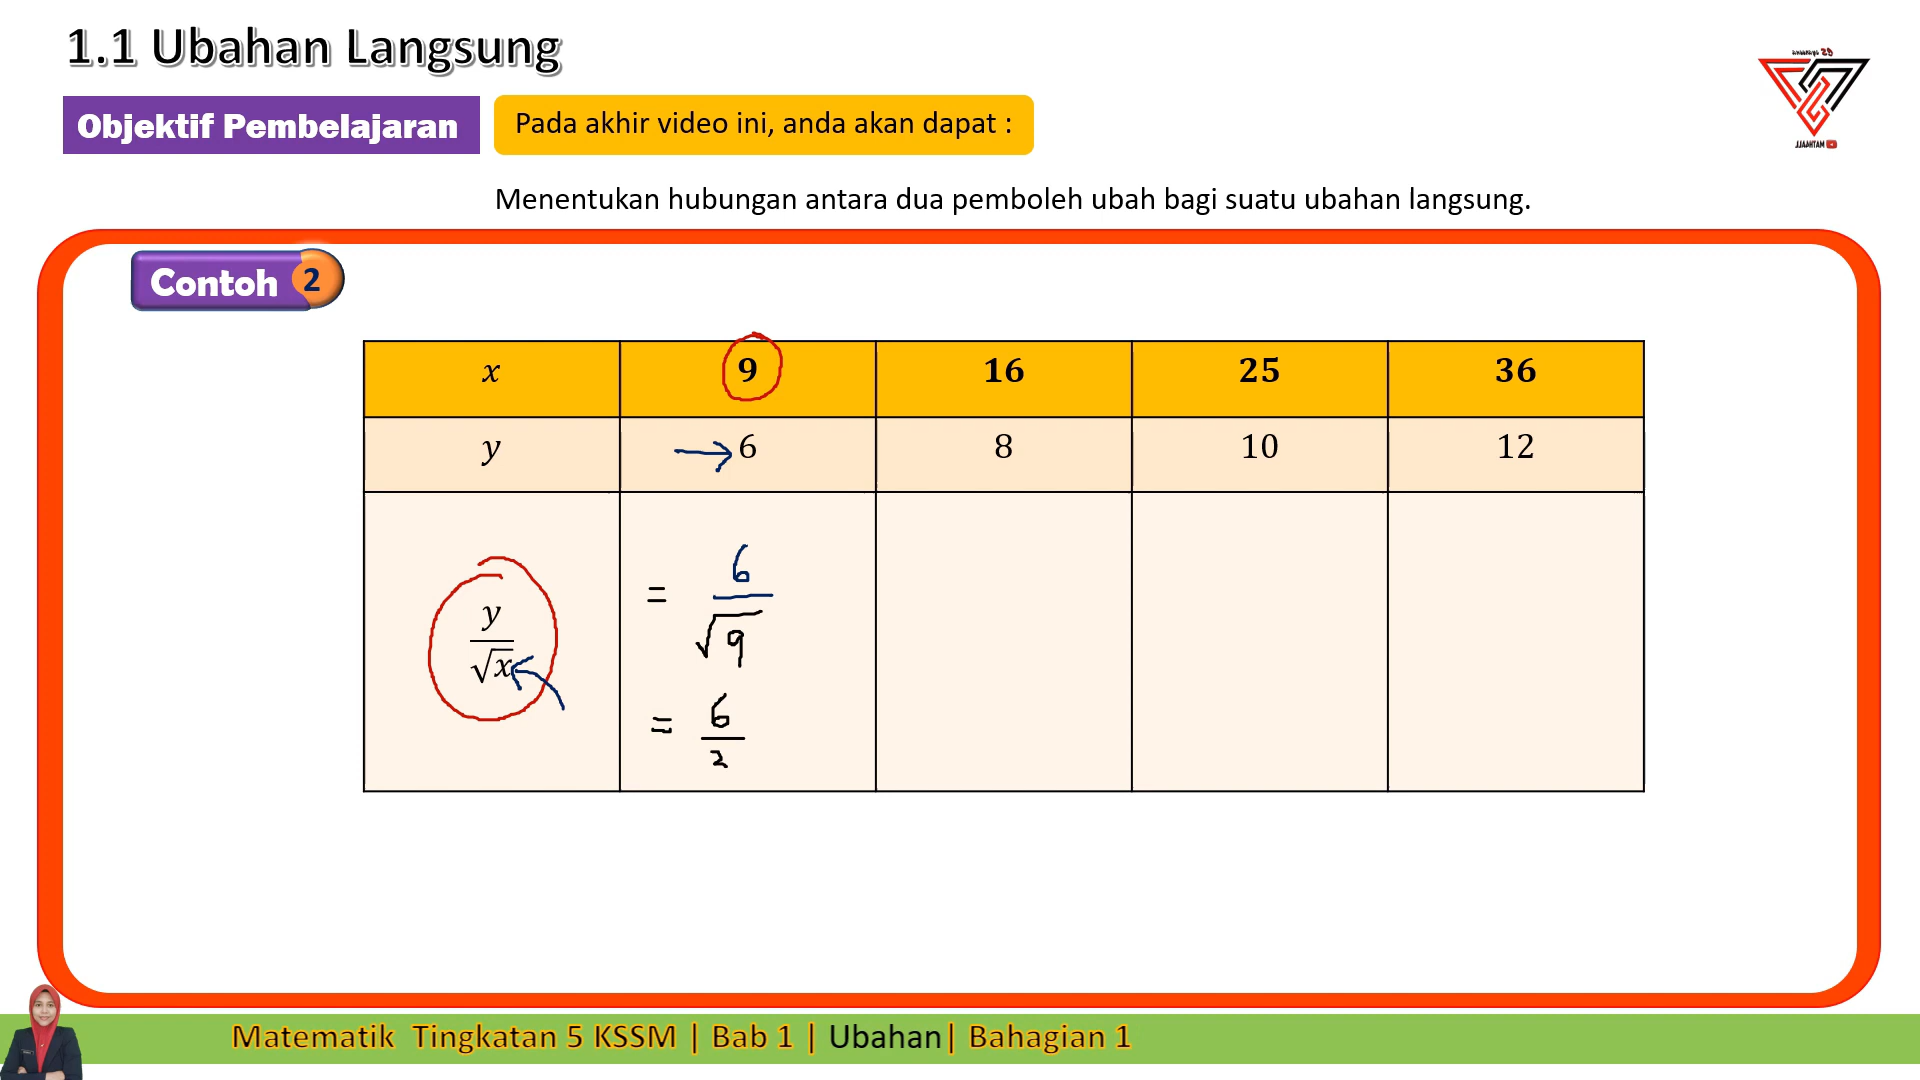 1.1 Ubahan Langsung
Objektif Pembelajaran
Pada akhir video ini, anda akan dapat :
Menentukan hubungan antara dua pemboleh ubah bagi suatu ubahan langsung.
Contoh 2
x 9 16 25 36
y 6 8 10 12
y/√x = 6/√9
= 6/2
Matematik Tingkatan 5 KSSM | Bab 1 | Ubahan | Bahagian 1